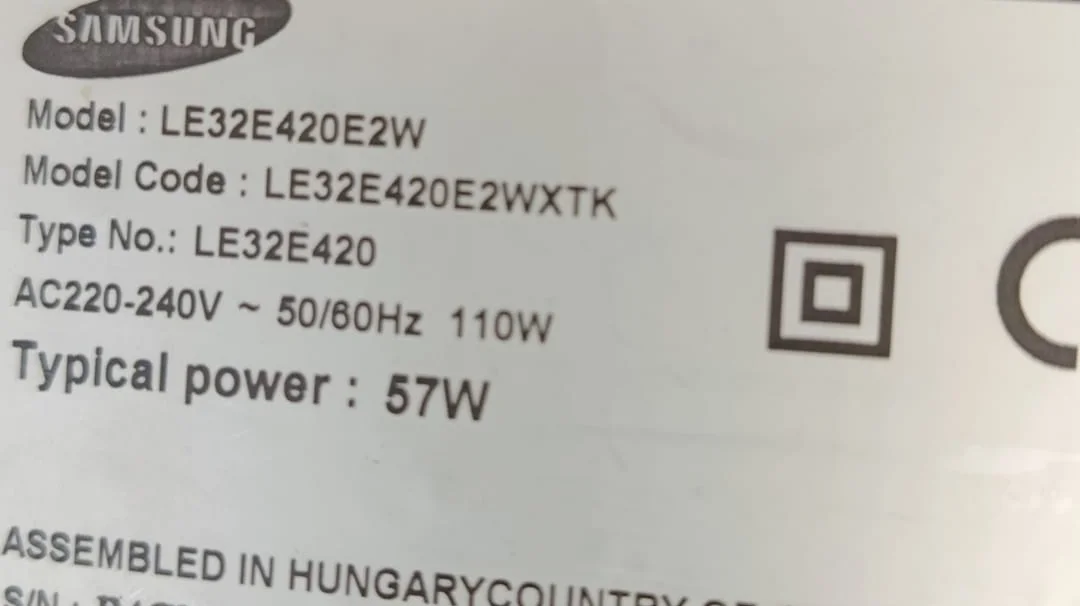 SAMSUNG
Model : LE32E420E2W
Model Code : LE32E420E2WXTK
Type No.: LE32E420
AC220-240V ~ 50/60Hz 110W
Typical power : 57W
ASSEMBLED IN HUNGARYCOUNTRY
S/N :